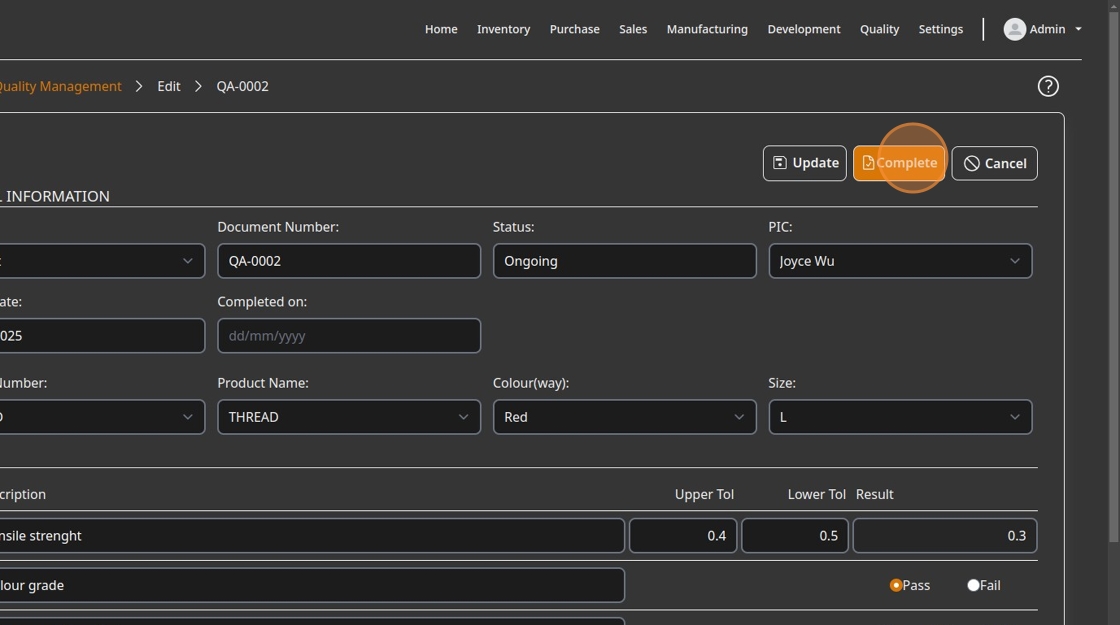 Home Inventory Purchase Sales Manufacturing Development Quality Settings Admin
Quality Management Edit QA-0002
Update Complete Cancel
INFORMATION
Document Number: Status: PIC:
QA-0002 Ongoing Joyce Wu
ate: Completed on:
025 dd/mm/yyyy
Number: Product Name: Colour(way): Size:
THREAD Red L
cription Upper Tol Lower Tol Result
nsile strenght 0.4 0.5 0.3
lour grade Pass Fail